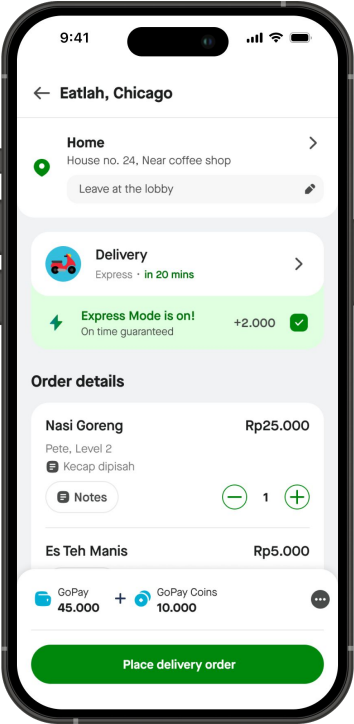 9:41
Eatlah, Chicago
Home
House no. 24, Near coffee shop
Leave at the lobby
Delivery
Express • in 20 mins
Express Mode is on!
On time guaranteed
+2.000
Order details
Nasi Goreng
Rp25.000
Pete, Level 2
Kecap dipisah
Notes
1
Es Teh Manis
Rp5.000
GoPay
45.000
+
GoPay Coins
10.000
Place delivery order